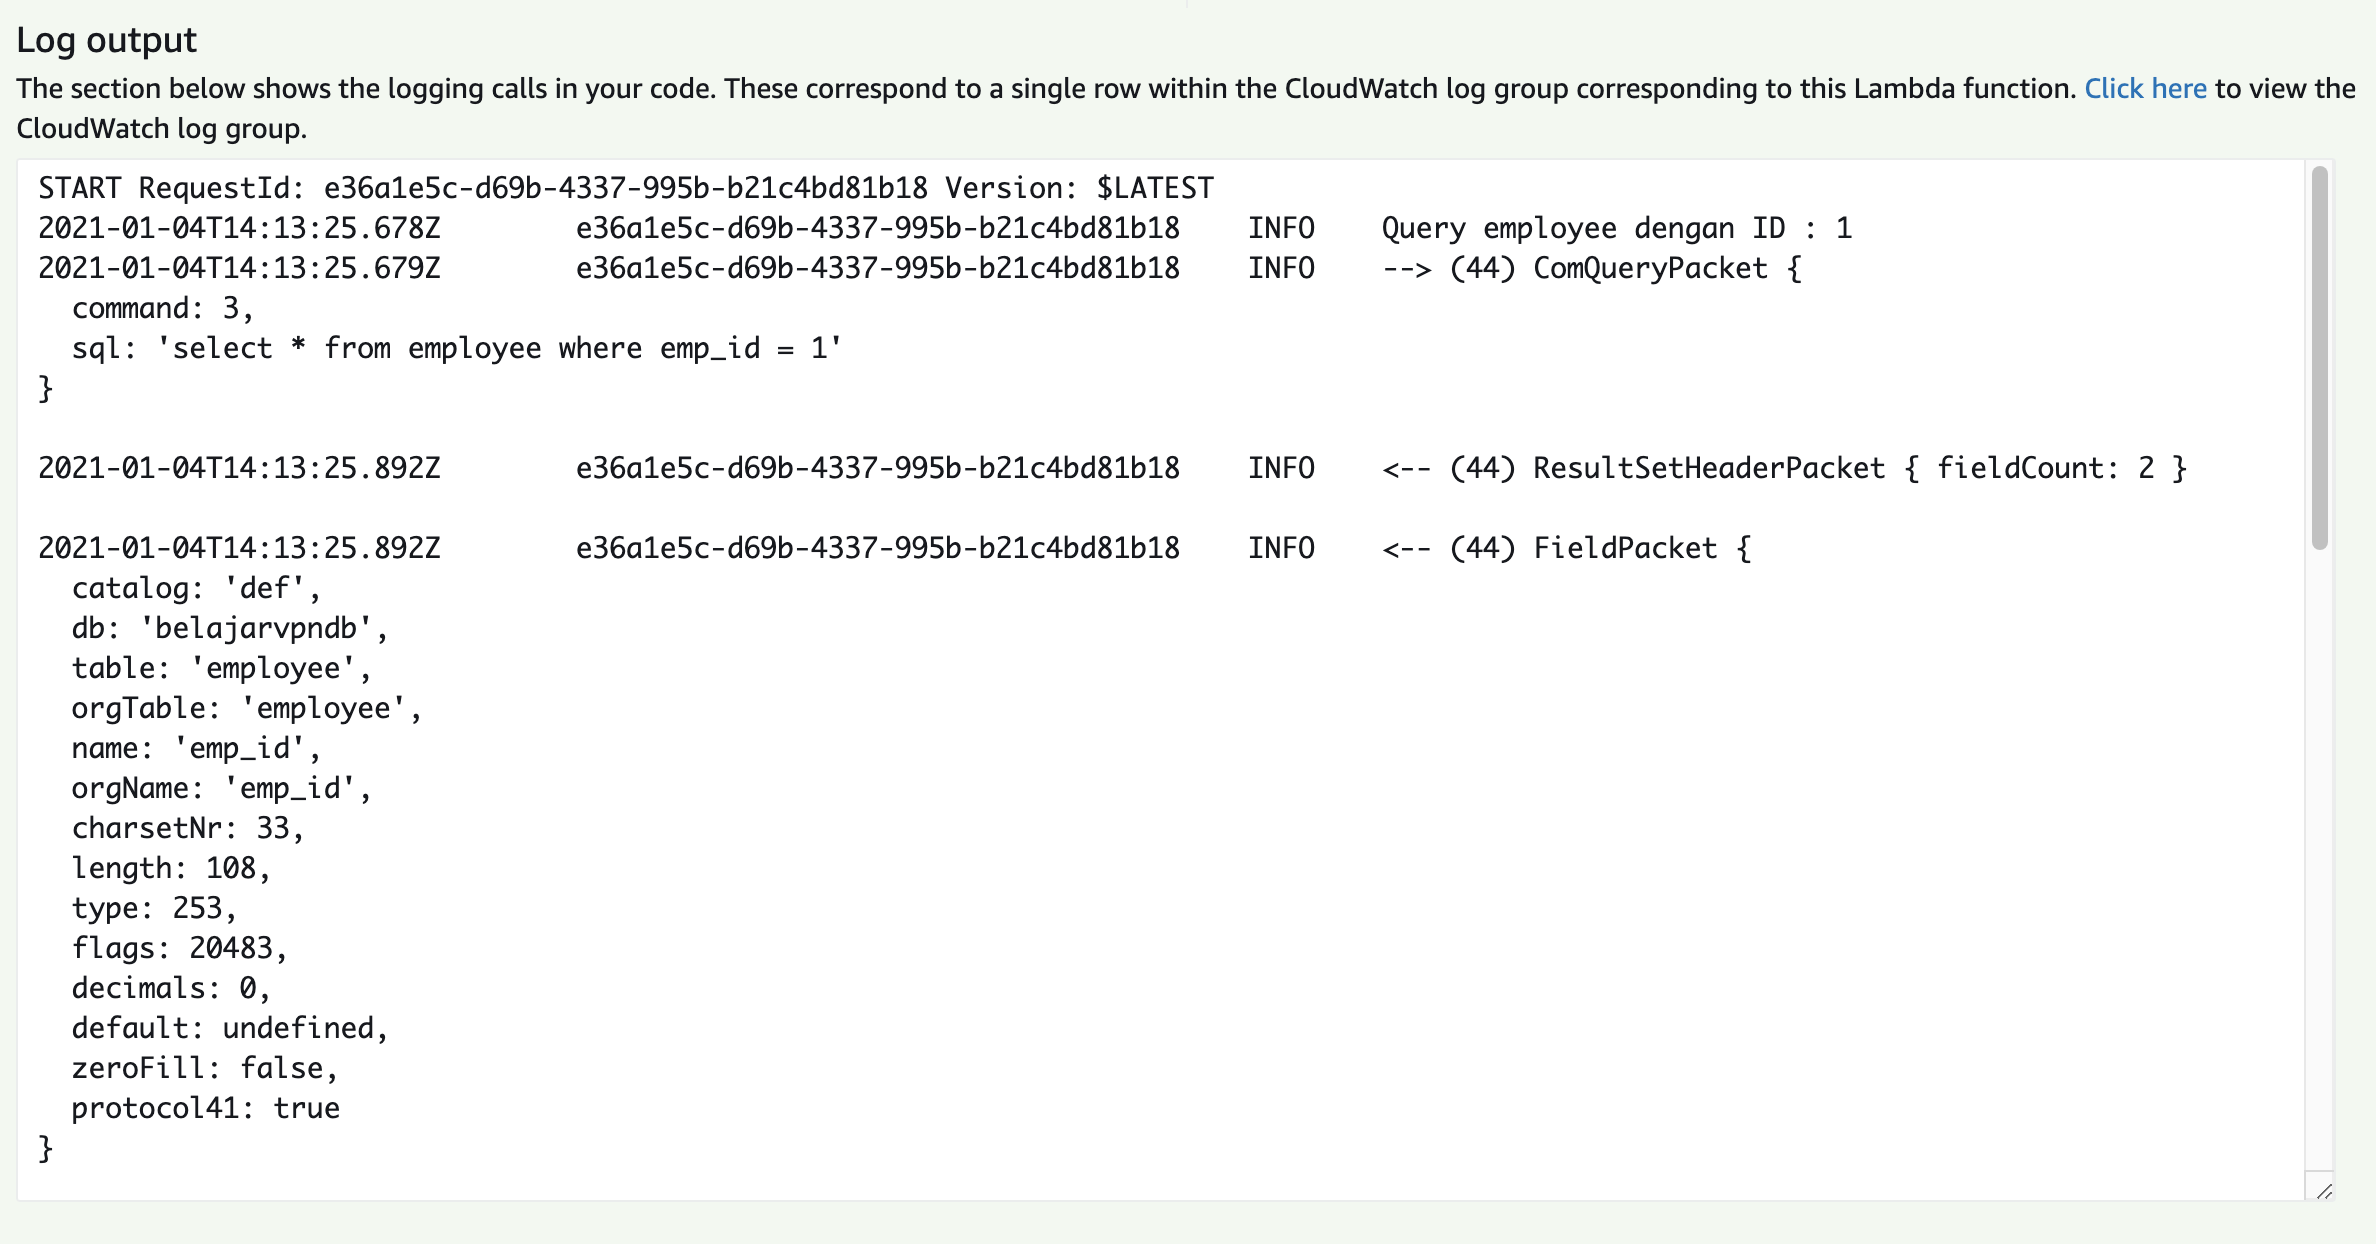 Log output
The section below shows the logging calls in your code. These correspond to a single row within the CloudWatch log group corresponding to this Lambda function. Click here to view the
CloudWatch log group.
START RequestId: e36a1e5c-d69b-4337-995b-b21c4bd81b18 Version: $LATEST
2021-01-04T14:13:25.678Z	e36a1e5c-d69b-4337-995b-b21c4bd81b18	INFO	Query employee dengan ID : 1
2021-01-04T14:13:25.679Z	e36a1e5c-d69b-4337-995b-b21c4bd81b18	INFO	--> (44) ComQueryPacket {
  command: 3,
  sql: 'select * from employee where emp_id = 1'
}
2021-01-04T14:13:25.892Z	e36a1e5c-d69b-4337-995b-b21c4bd81b18	INFO	<-- (44) ResultSetHeaderPacket { fieldCount: 2 }
2021-01-04T14:13:25.892Z	e36a1e5c-d69b-4337-995b-b21c4bd81b18	INFO	<-- (44) FieldPacket {
  catalog: 'def',
  db: 'belajarvpndb',
  table: 'employee',
  orgTable: 'employee',
  name: 'emp_id',
  orgName: 'emp_id',
  charsetNr: 33,
  length: 108,
  type: 253,
  flags: 20483,
  decimals: 0,
  default: undefined,
  zeroFill: false,
  protocol41: true
}